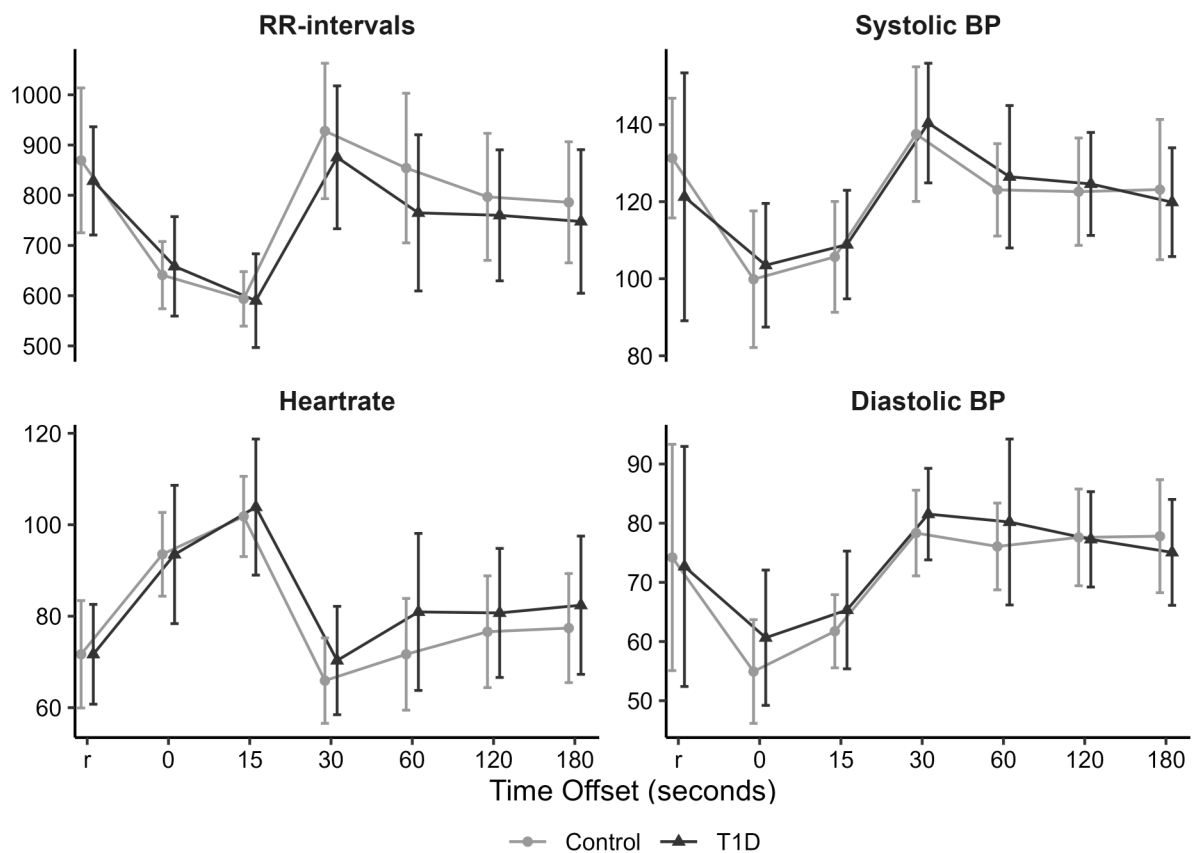 RR-intervals
1000
900
800
700
600
500
Systolic BP
140
120
100
80
Heartrate
120
100
80
60
r 0 15 30 60 120 180
Diastolic BP
90
80
70
60
50
r 0 15 30 60 120 180
Time Offset (seconds)
Control T1D